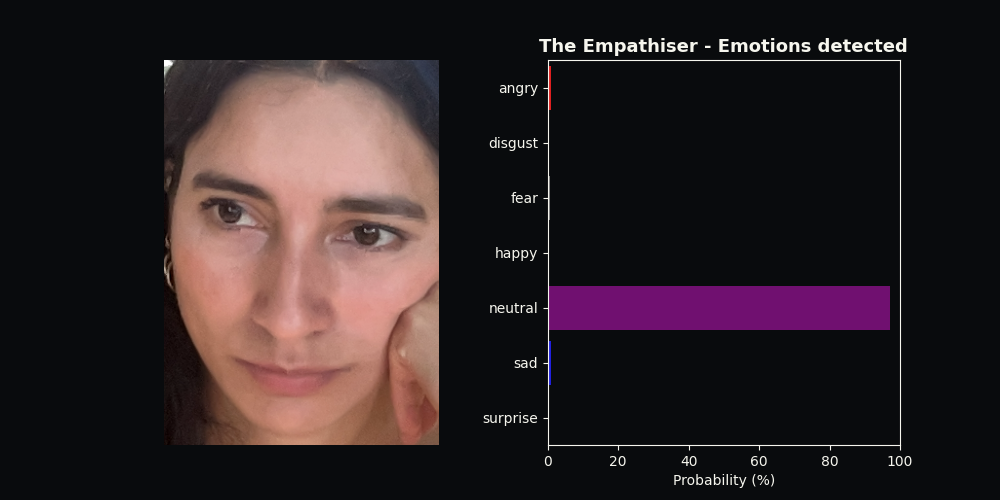 The Empathiser - Emotions detected
angry
disgust
fear
happy
neutral
sad
surprise
0 20 40 60 80 100
Probability (%)